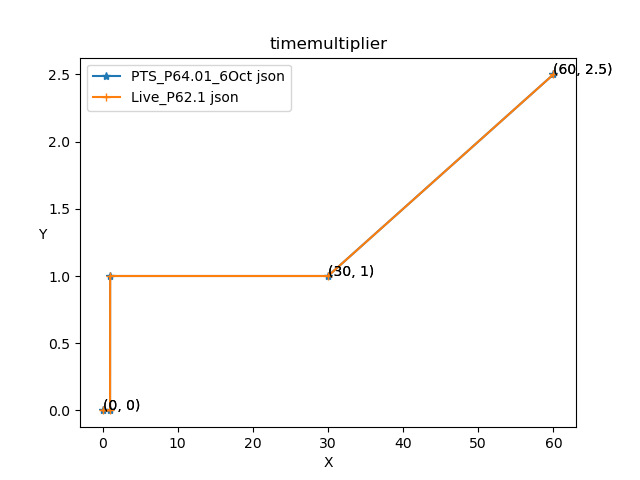 timemultiplier
PTS_P64.01_6Oct json
Live_P62.1 json
(60, 2.5)
2.5
2.0
1.5
Y
(30, 1)
1.0
0.5
(0, 0)
0.0
0 10 20 30 40 50 60
X